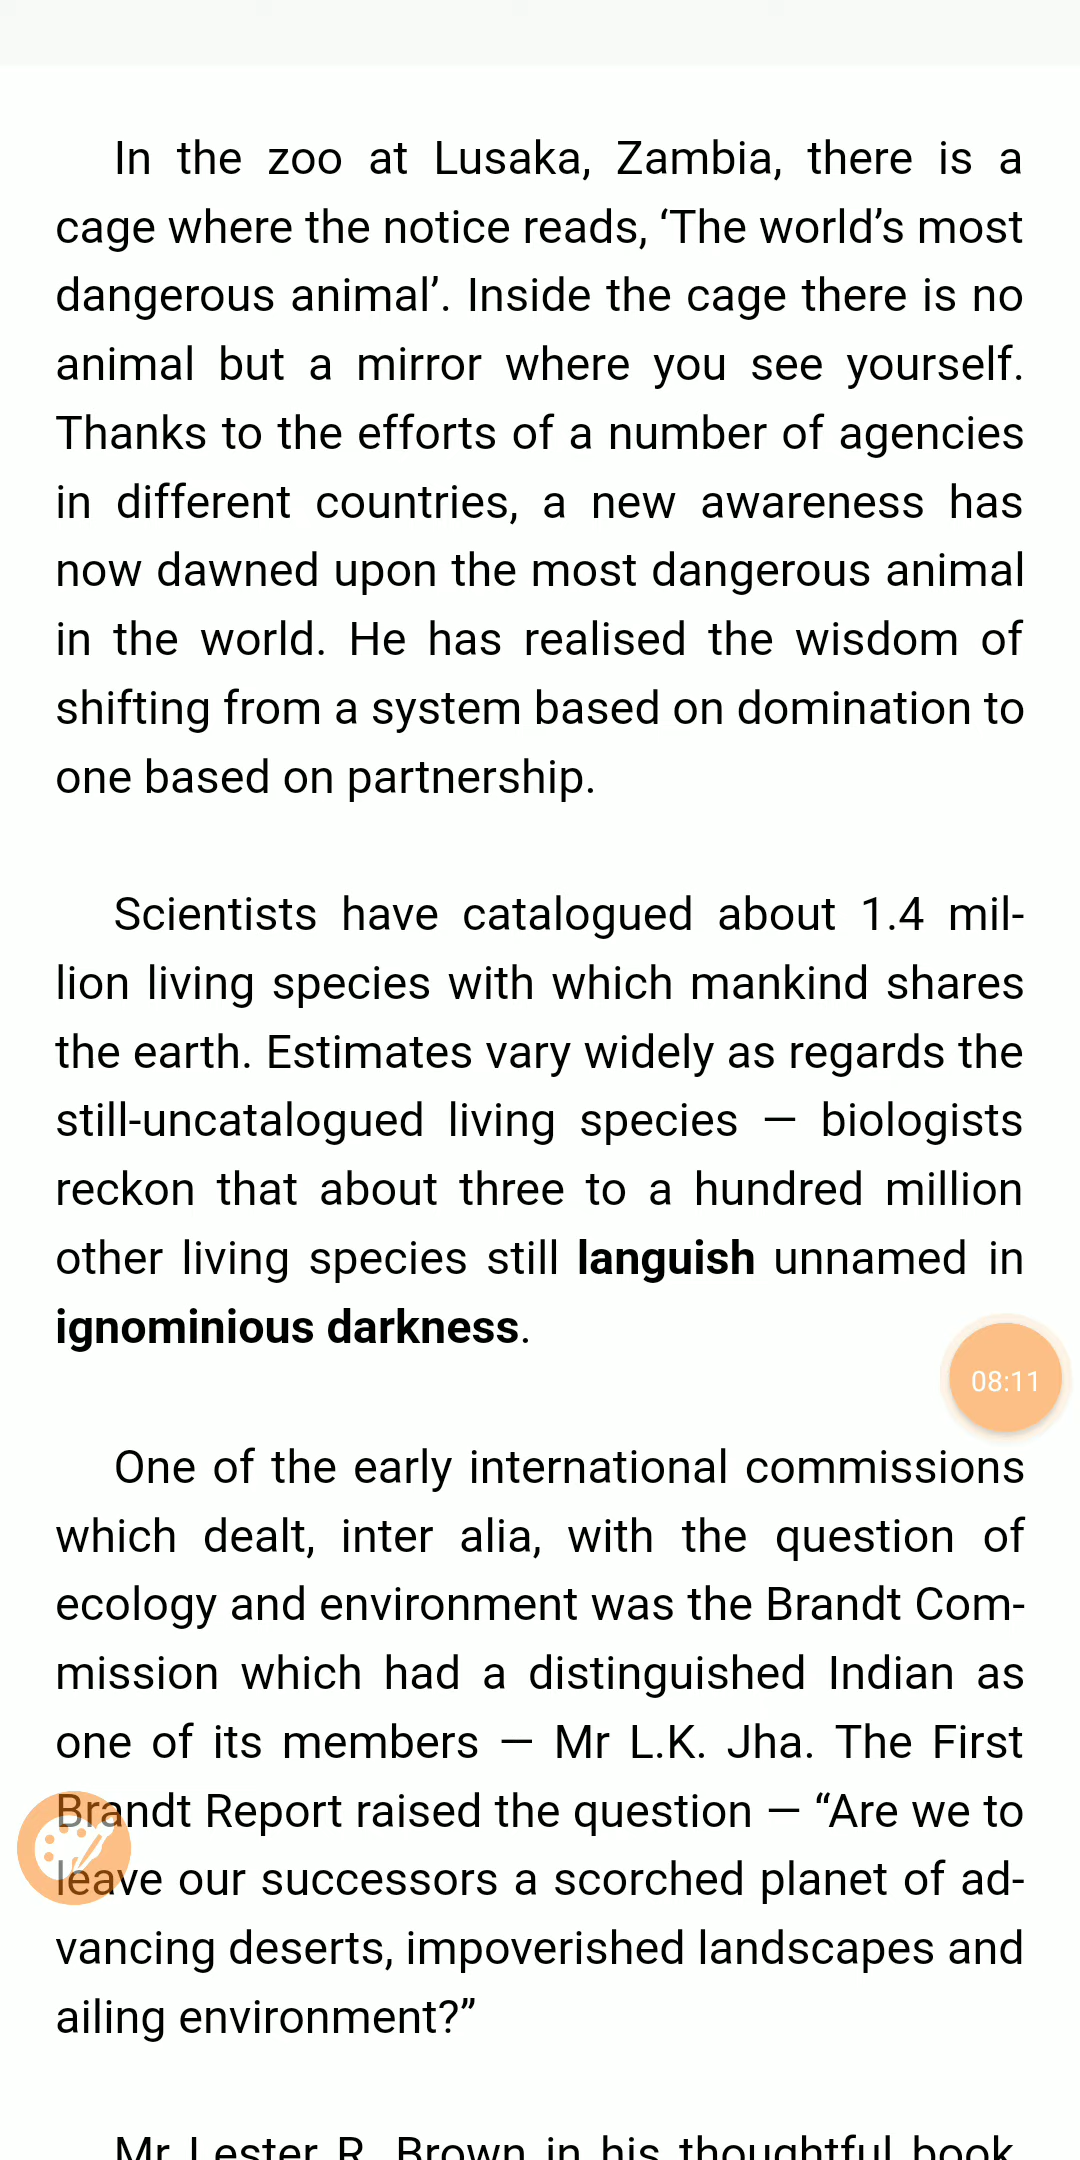 In the zoo at Lusaka, Zambia, there is a
cage where the notice reads, ‘The world’s most
dangerous animal’. Inside the cage there is no
animal but a mirror where you see yourself.
Thanks to the efforts of a number of agencies
in different countries, a new awareness has
now dawned upon the most dangerous animal
in the world. He has realised the wisdom of
shifting from a system based on domination to
one based on partnership.
Scientists have catalogued about 1.4 mil-
lion living species with which mankind shares
the earth. Estimates vary widely as regards the
still-uncatalogued living species — biologists
reckon that about three to a hundred million
other living species still languish unnamed in
ignominious darkness.
08:11
One of the early international commissions
which dealt, inter alia, with the question of
ecology and environment was the Brandt Com-
mission which had a distinguished Indian as
one of its members — Mr L.K. Jha. The First
Brandt Report raised the question — “Are we to
leave our successors a scorched planet of ad-
vancing deserts, impoverished landscapes and
ailing environment?”
Mr Lester R. Brown in his thoughtful book,